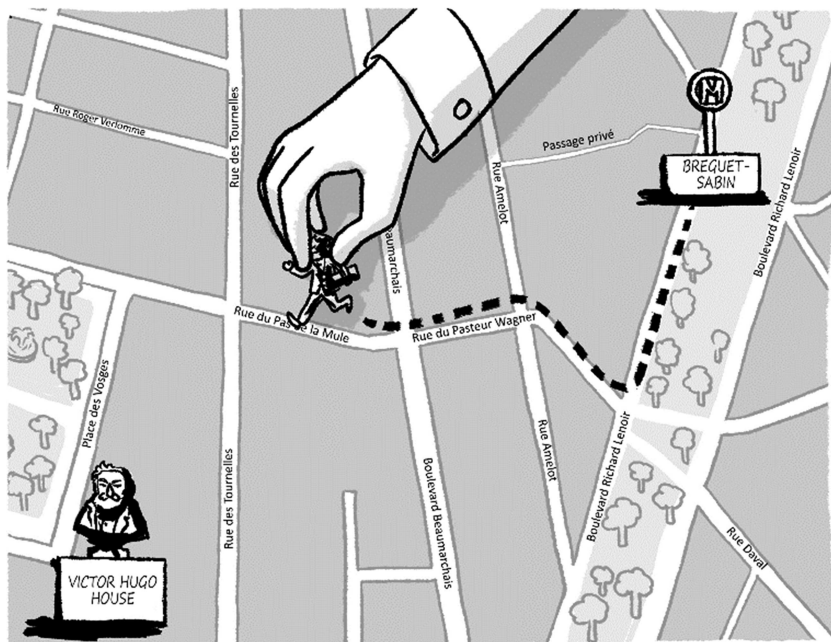 Rue Roger Verlomme
Rue des Tournelles
Beaumarchais
Rue Amelot
Passage privé
M
BREGUET-
SABIN
Boulevard Richard Lenoir
Rue du Pas de la Mule
Rue du Pasteur Wagner
Place des Vosges
Rue des Tournelles
Boulevard Beaumarchais
Rue Amelot
Boulevard Richard Lenoir
Rue Daval
VICTOR HUGO
HOUSE